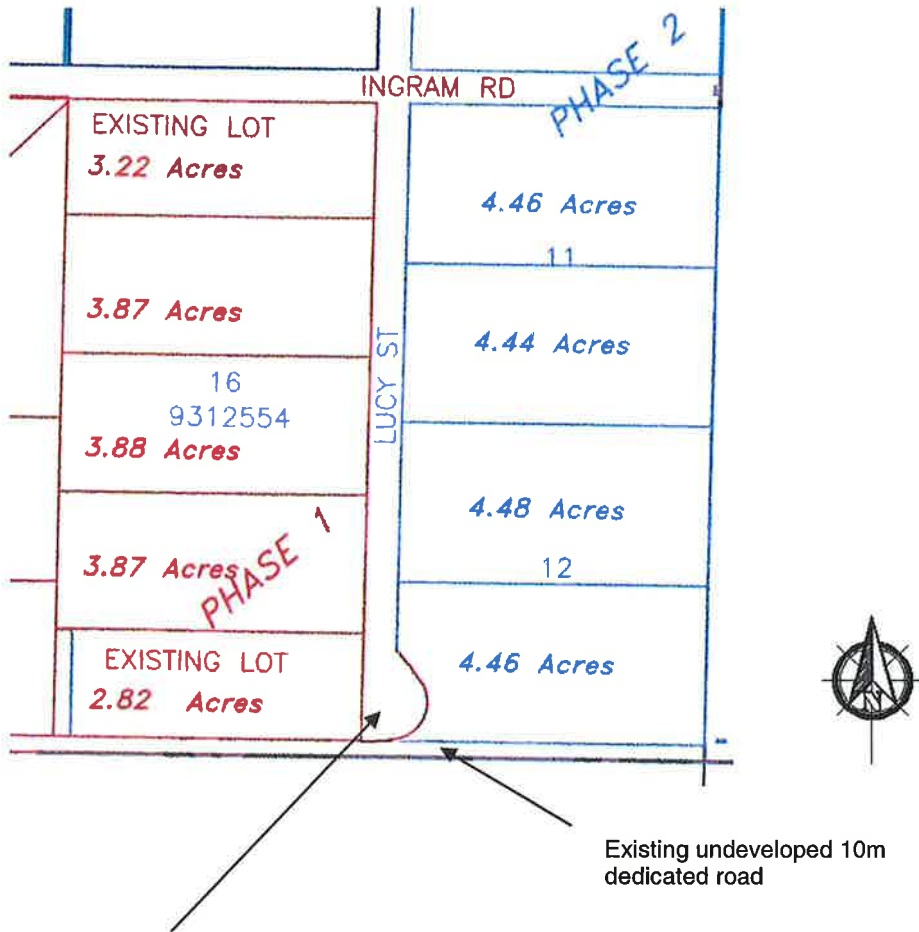 PHASE 2
INGRAM RD
EXISTING LOT
3.22 Acres
4.46 Acres
11
3.87 Acres
4.44 Acres
LUCY ST
16
9312554
3.88 Acres
4.48 Acres
3.87 Acres
PHASE 1
12
EXISTING LOT
2.82 Acres
4.46 Acres
N
Existing undeveloped 10m
dedicated road